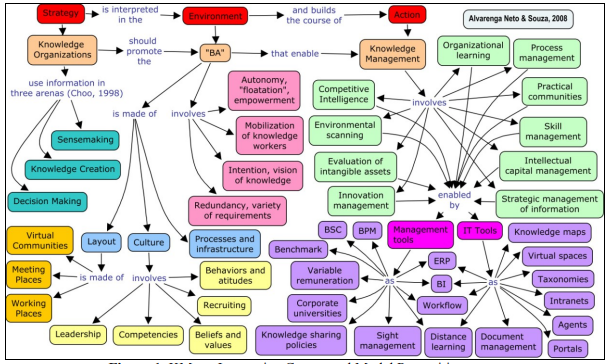 Strategy
is interpreted
in the
Environment
and builds
the course of
Action
Alvarenga Neto & Souza, 2008
Knowledge
Organizations
should
promote
the
"BA"
that enable
Knowledge
Management
Organizational
learning
Process
management
use information in
three arenas (Choo, 1998)
is made of
involves
Autonomy,
"floatation",
empowerment
Competitive
Intelligence
involves
Practical
communities
Sensemaking
Mobilization
of knowledge
workers
Environmental
scanning
Skill
management
Knowledge Creation
Intention, vision
of knowledge
Evaluation of
intangible assets
Intellectual
capital management
Decision Making
Redundancy, variety
of requirements
Innovation
management
enabled
by
Strategic management
of information
Virtual
Communities
Layout
Culture
Processes and
infrastructure
BSC
BPM
Management
tools
IT Tools
Knowledge maps
Meeting
Places
is made of
involves
Behaviors and
atitudes
Benchmark
Variable
remuneration
as
ERP
BI
as
Virtual spaces
Taxonomies
Working
Places
Recruiting
Corporate
universities
Workflow
Intranets
Agents
Leadership
Competencies
Beliefs and
values
Knowledge sharing
policies
Sight
management
Distance
learning
Document
management
Portals